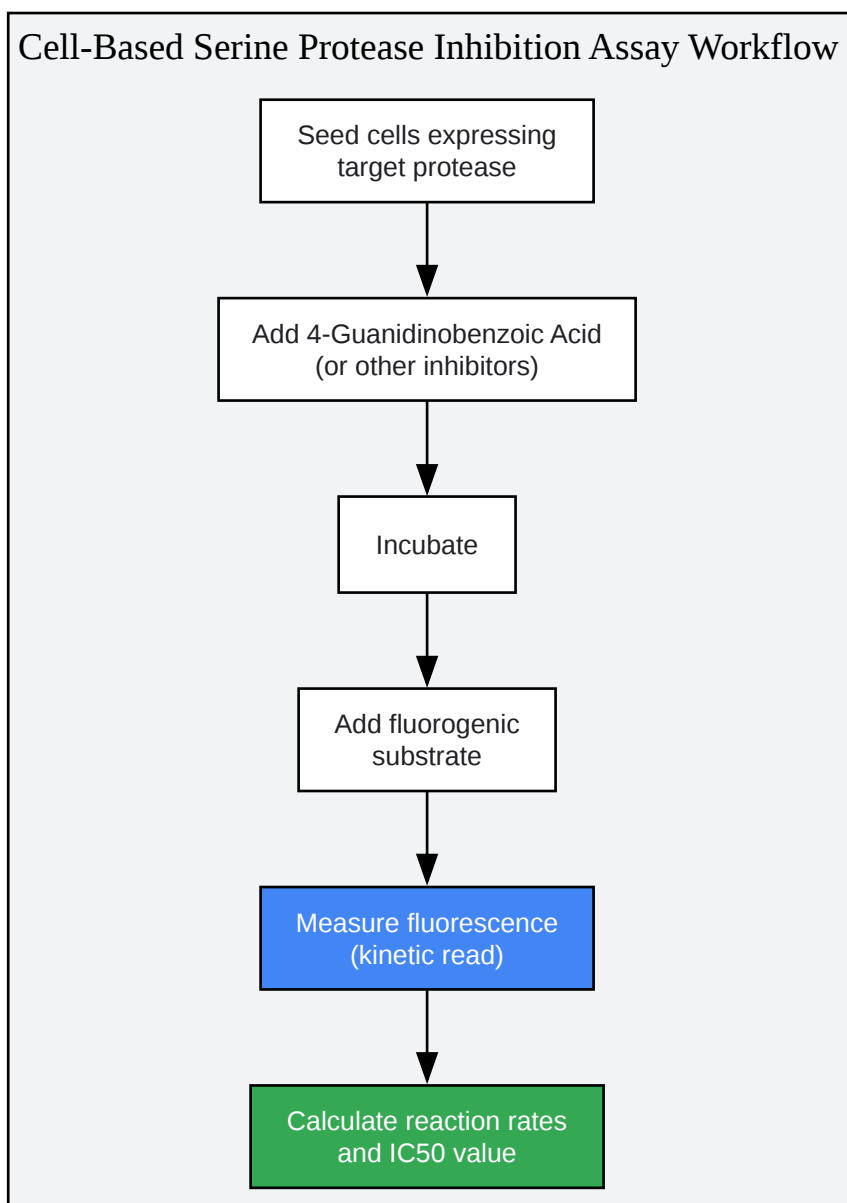 Cell-Based Serine Protease Inhibition Assay Workflow
Seed cells expressing
target protease
Add 4-Guanidinobenzoic Acid
(or other inhibitors)
Incubate
Add fluorogenic
substrate
Measure fluorescence
(kinetic read)
Calculate reaction rates
and IC50 value